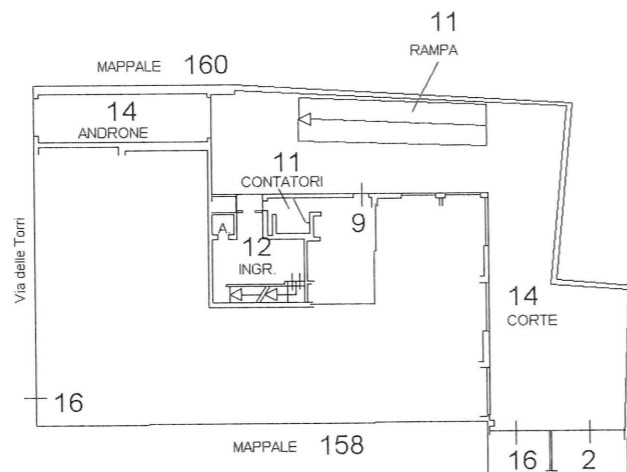 11
RAMPA
MAPPALE 160
14
ANDRONE
11
CONTATORI
A
12
INGR.
9
Via delle Torri
14
CORTE
16
MAPPALE 158
16
2